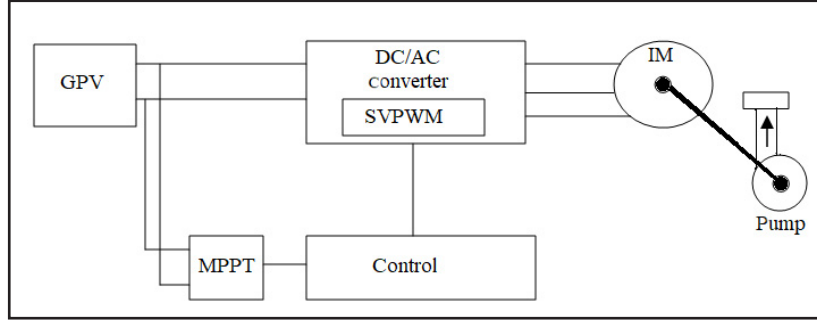 GPV
DC/AC
converter
SVPWM
IM
Pump
MPPT
Control